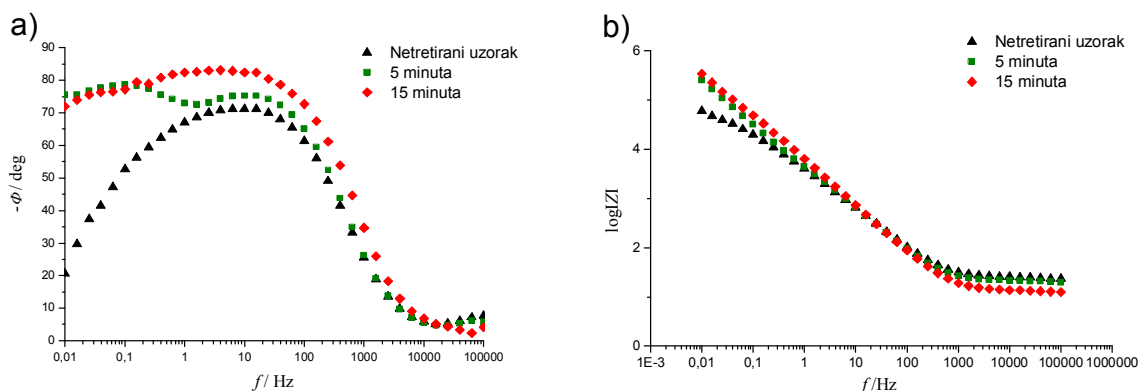 a)
-Φ / deg
90
80
70
60
50
40
30
20
10
0
0,01 0,1 1 10 100 1000 10000 100000
f / Hz
Netretirani uzorak
5 minuta
15 minuta
b)
log|Z|
6
4
2
0
1E-3 0,01 0,1 1 10 100 1000 10000 100000 1000000
f /Hz
Netretirani uzorak
5 minuta
15 minuta